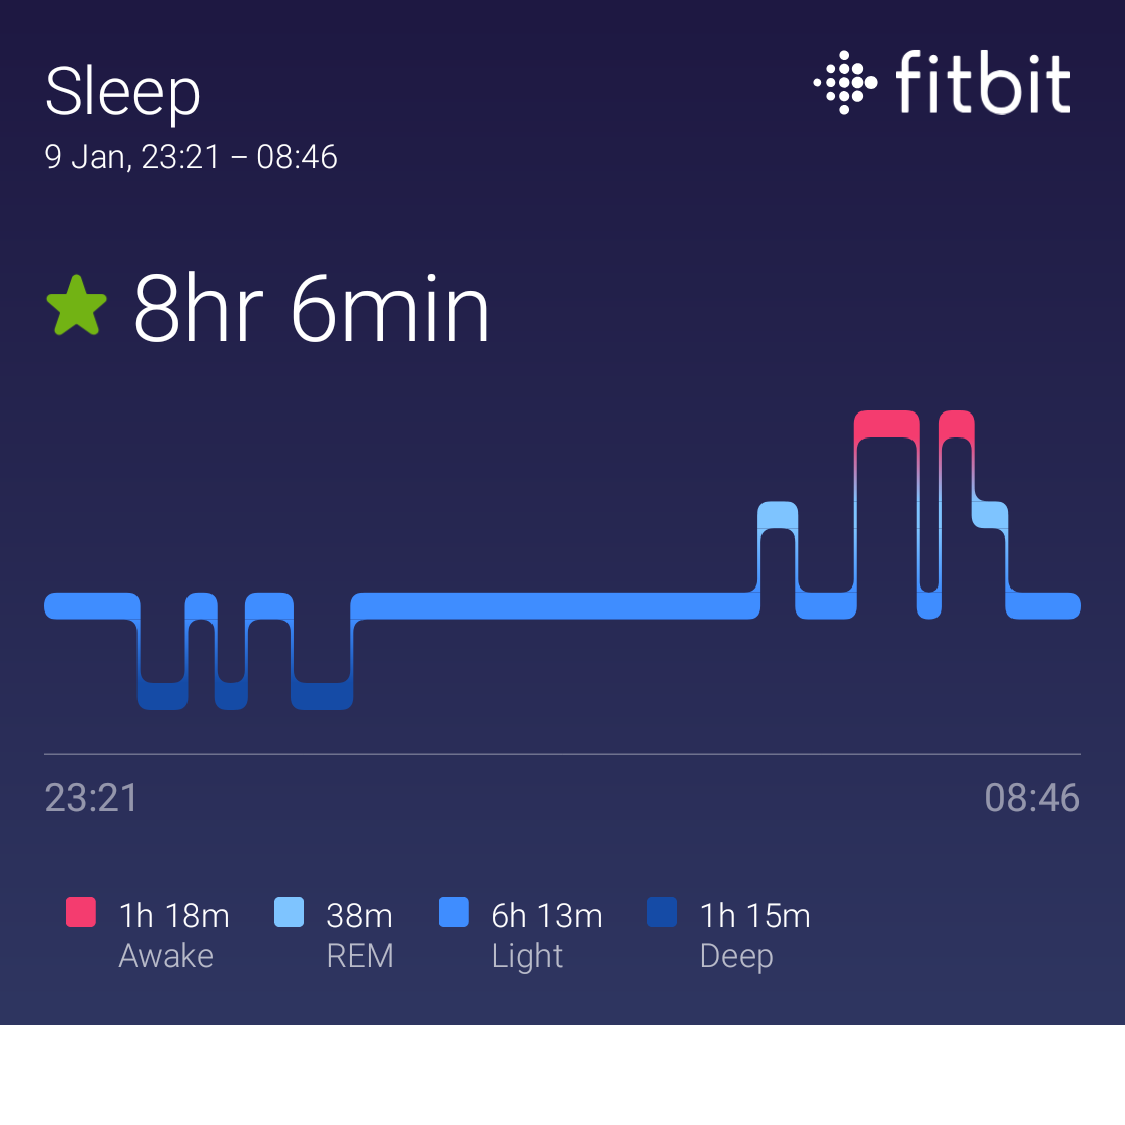 Sleep
fitbit
9 Jan, 23:21 – 08:46
8hr 6min
23:21
08:46
1h 18m
Awake
38m
REM
6h 13m
Light
1h 15m
Deep